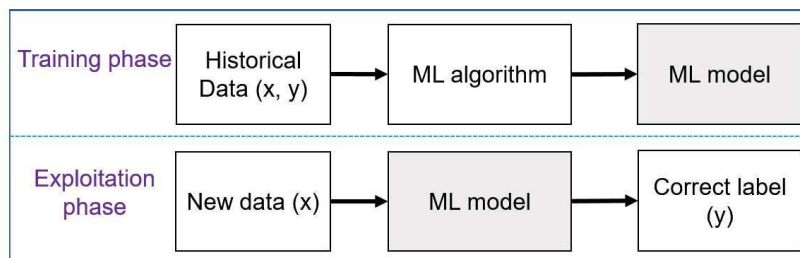 Training phase
Historical
Data (x, y)
ML algorithm
ML model
Exploitation
phase
New data (x)
ML model
Correct label
(y)